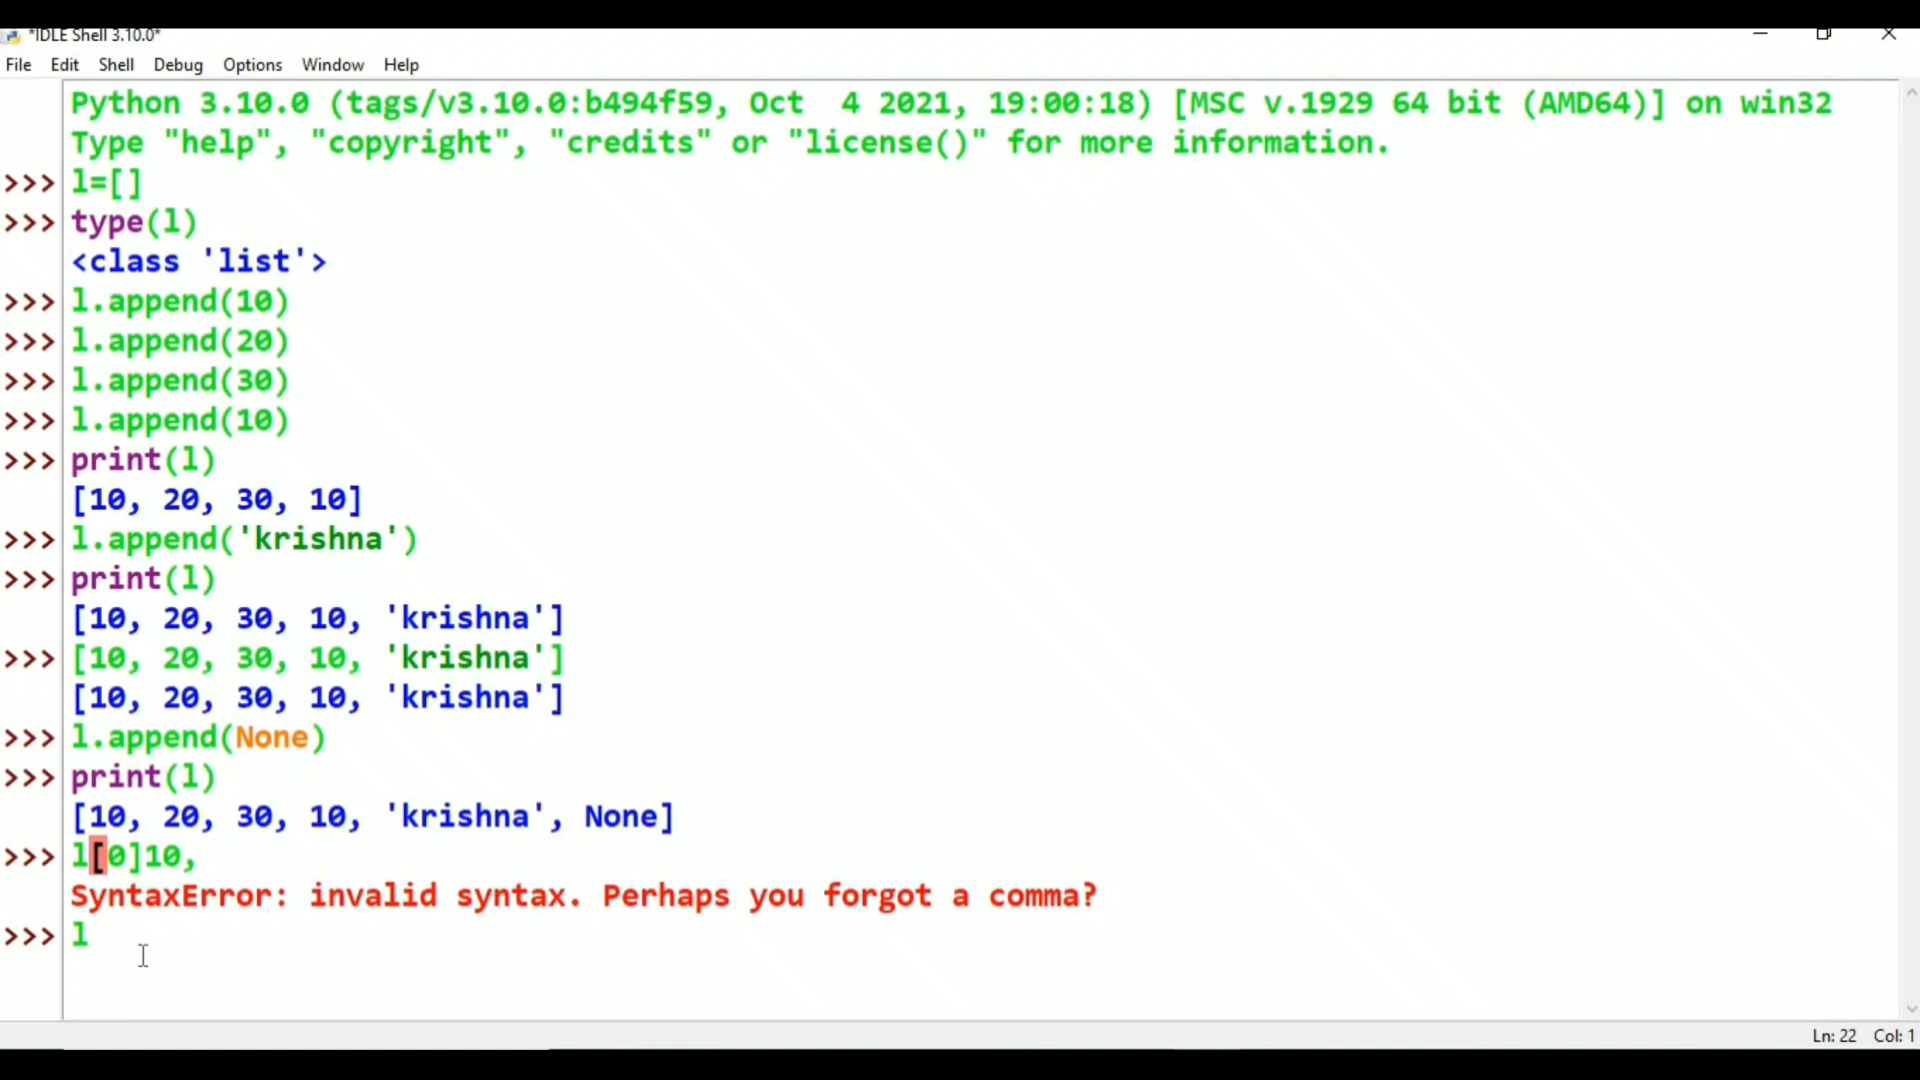 *IDLE Shell 3.10.0*
File Edit Shell Debug Options Window Help
Python 3.10.0 (tags/v3.10.0:b494f59, Oct  4 2021, 19:00:18) [MSC v.1929 64 bit (AMD64)] on win32
Type "help", "copyright", "credits" or "license()" for more information.
>>> l=[]
>>> type(l)
<class 'list'>
>>> l.append(10)
>>> l.append(20)
>>> l.append(30)
>>> l.append(10)
>>> print(l)
[10, 20, 30, 10]
>>> l.append('krishna')
>>> print(l)
[10, 20, 30, 10, 'krishna']
>>> [10, 20, 30, 10, 'krishna']
[10, 20, 30, 10, 'krishna']
>>> l.append(None)
>>> print(l)
[10, 20, 30, 10, 'krishna', None]
>>> l[0]10,
SyntaxError: invalid syntax. Perhaps you forgot a comma?
>>> l
Ln: 22 Col: 1